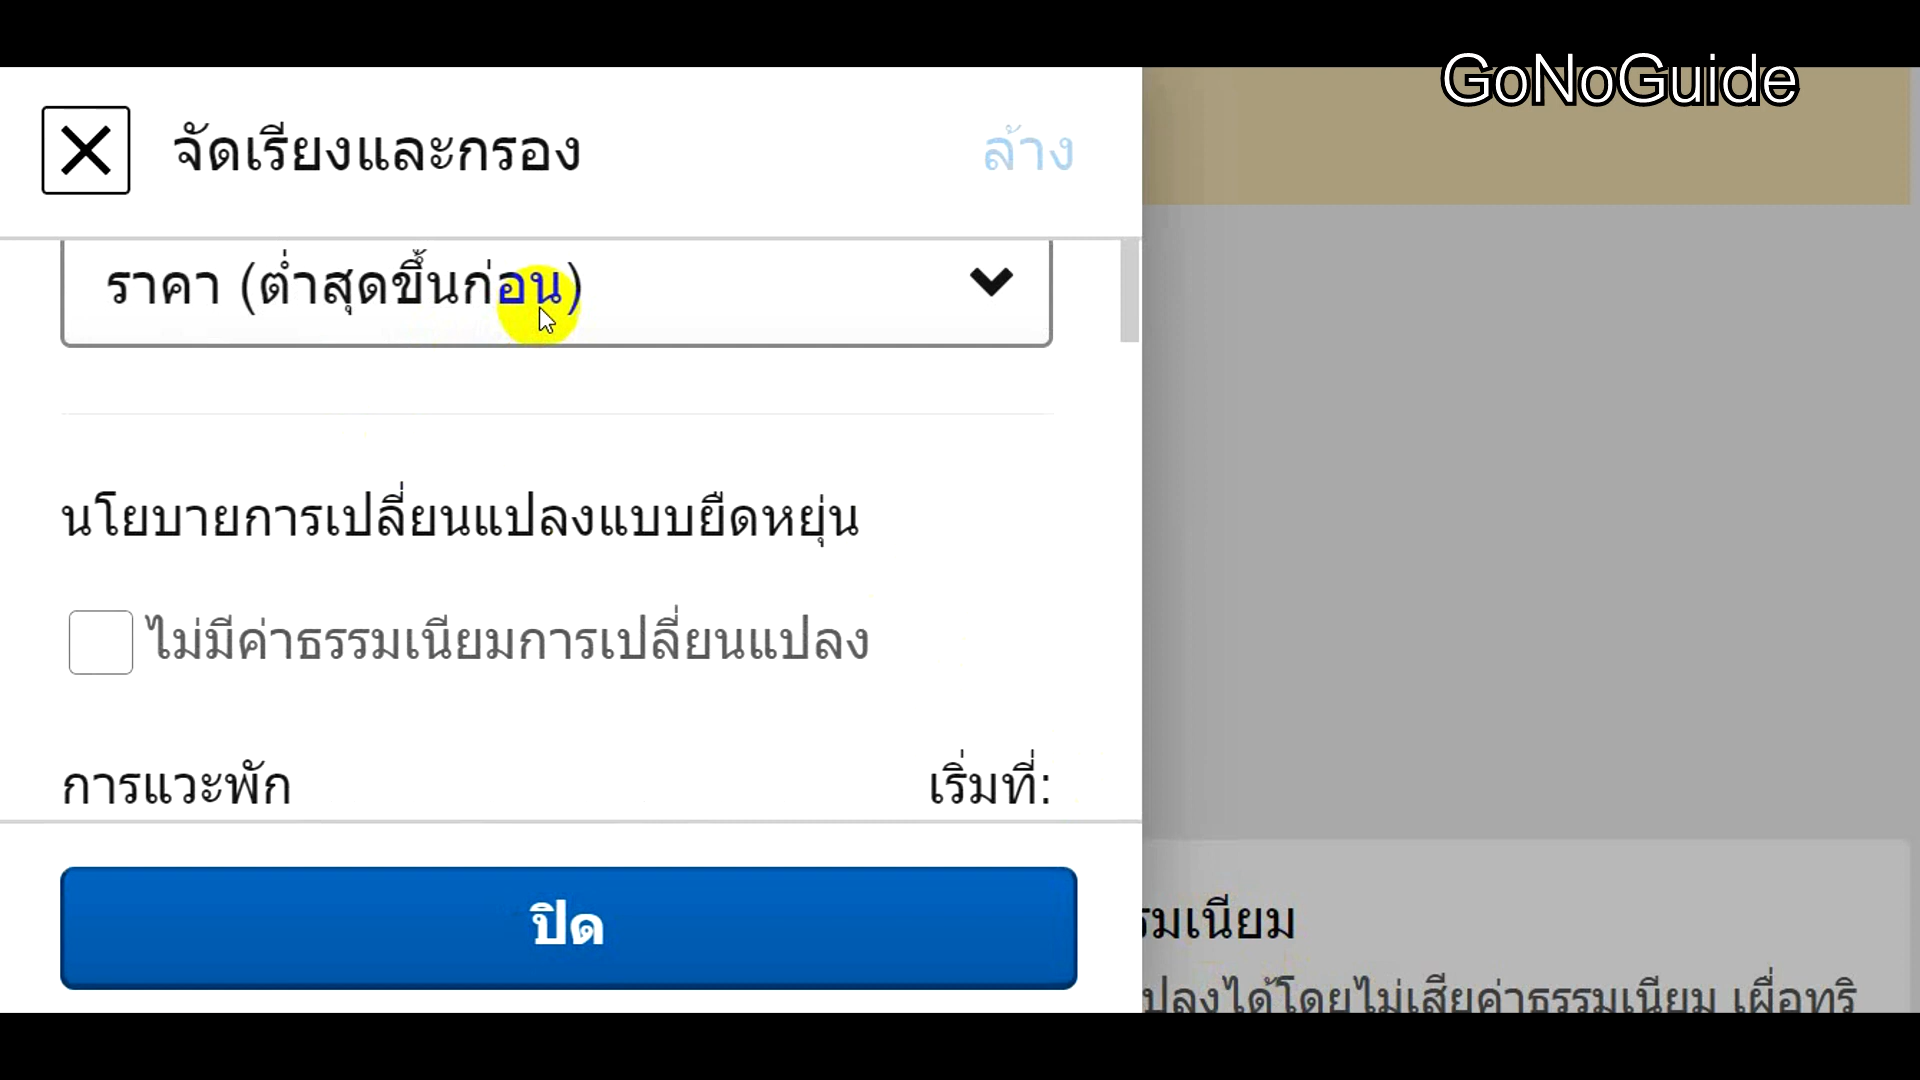 GoNoGuide
จัดเรียงและกรอง
ล้าง
ราคา (ต่ำสุดขึ้นก่อน)
นโยบายการเปลี่ยนแปลงแบบยืดหยุ่น
ไม่มีค่าธรรมเนียมการเปลี่ยนแปลง
การแวะพัก
เริ่มที่:
ปิด
รมเนียม
ปลงได้โดยไม่เสียค่าธรรมเนียม เผื่อทริ